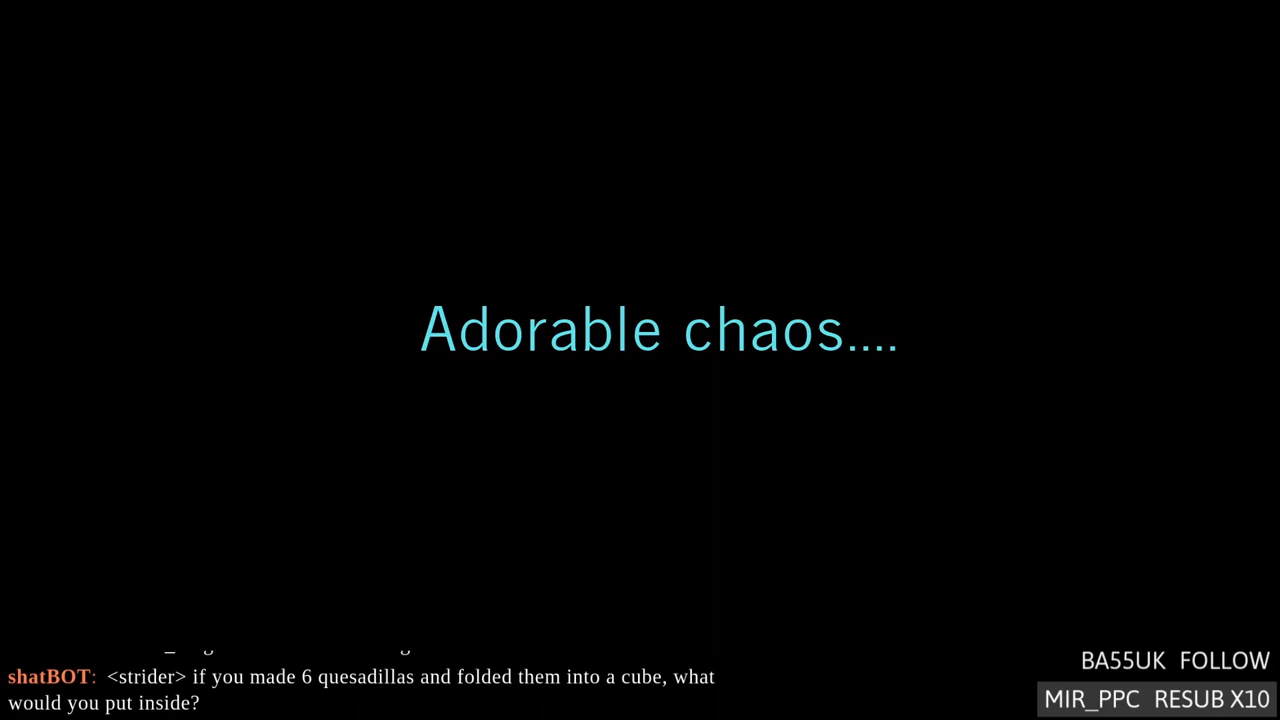 Adorable chaos....
shatBOT: <strider> if you made 6 quesadillas and folded them into a cube, what
would you put inside?
BA55UK FOLLOW
MIR_PPC RESUB X10